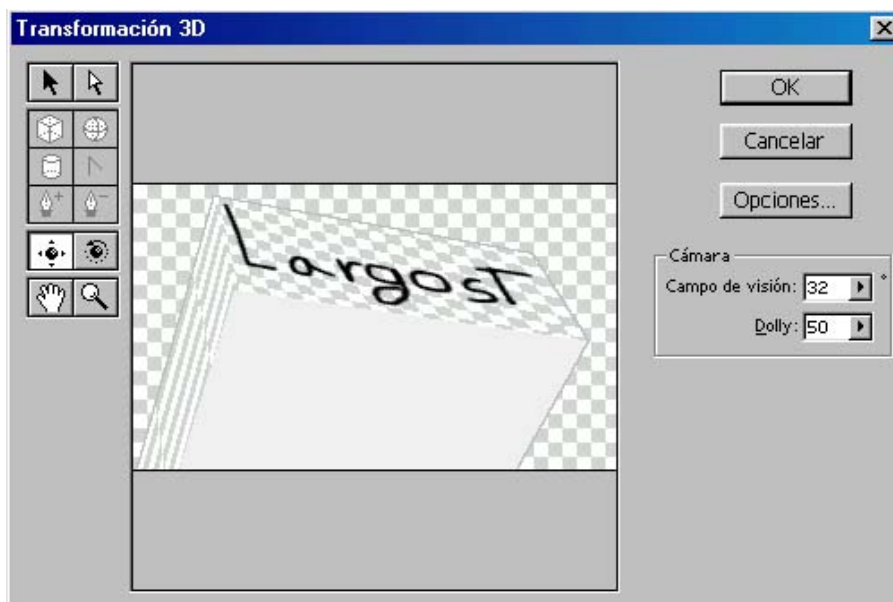 Transformación 3D
OK
Cancelar
Opciones...
Cámara
Campo de visión: 32 °
Dolly: 50
Largost